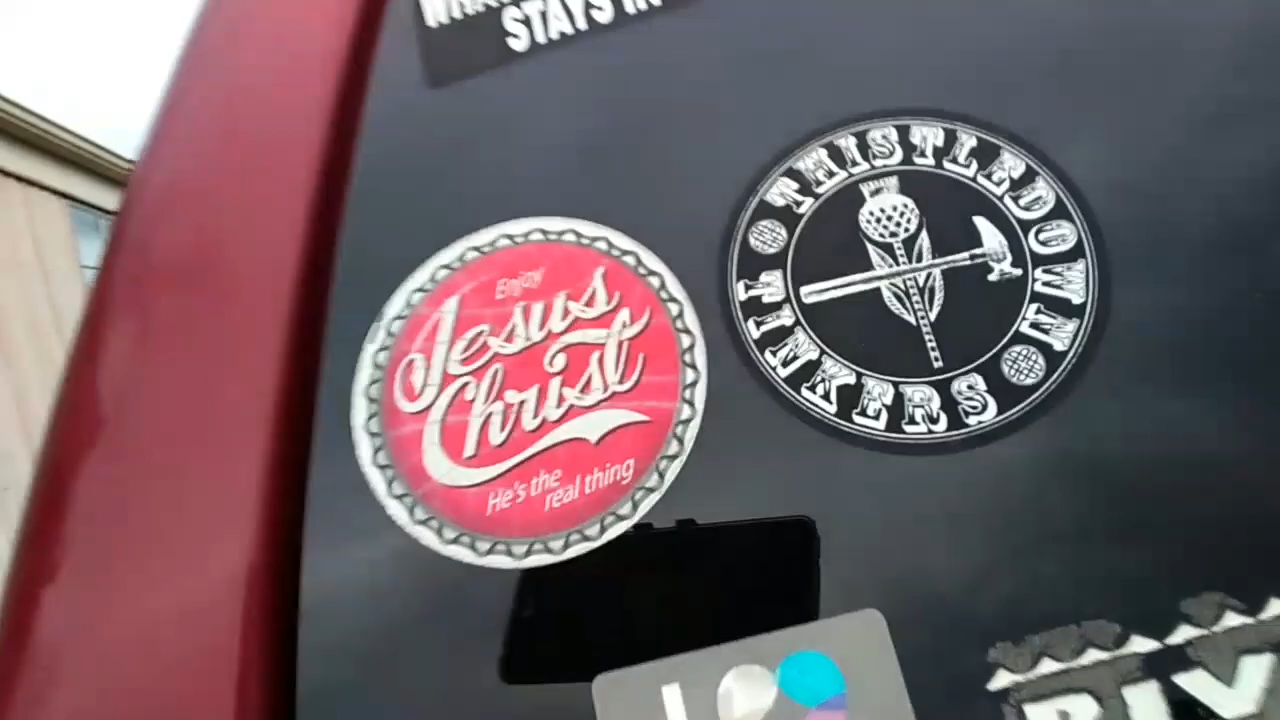 STAYS IN
THISTLEDOWN
TINKERS
Enjoy
Jesus
Christ
He's the
real thing